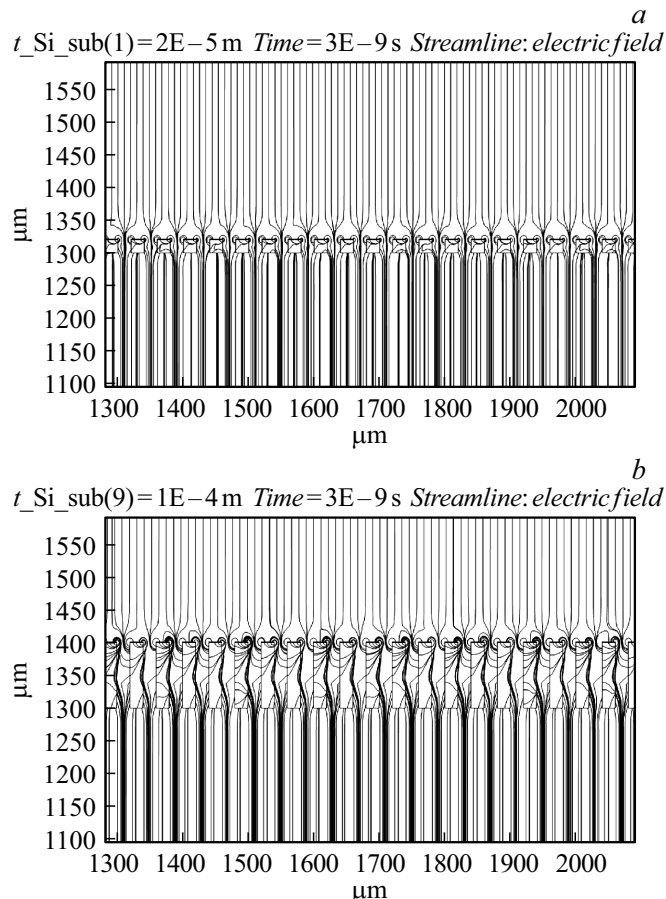 a
t_Si_sub(1)=2E–5 m Time=3E–9 s Streamline: electric field
1550
1500
1450
1400
1350
1300
1250
1200
1150
1100
μm
1300 1400 1500 1600 1700 1800 1900 2000
μm
b
t_Si_sub(9)=1E–4 m Time=3E–9 s Streamline: electric field
1550
1500
1450
1400
1350
1300
1250
1200
1150
1100
μm
1300 1400 1500 1600 1700 1800 1900 2000
μm